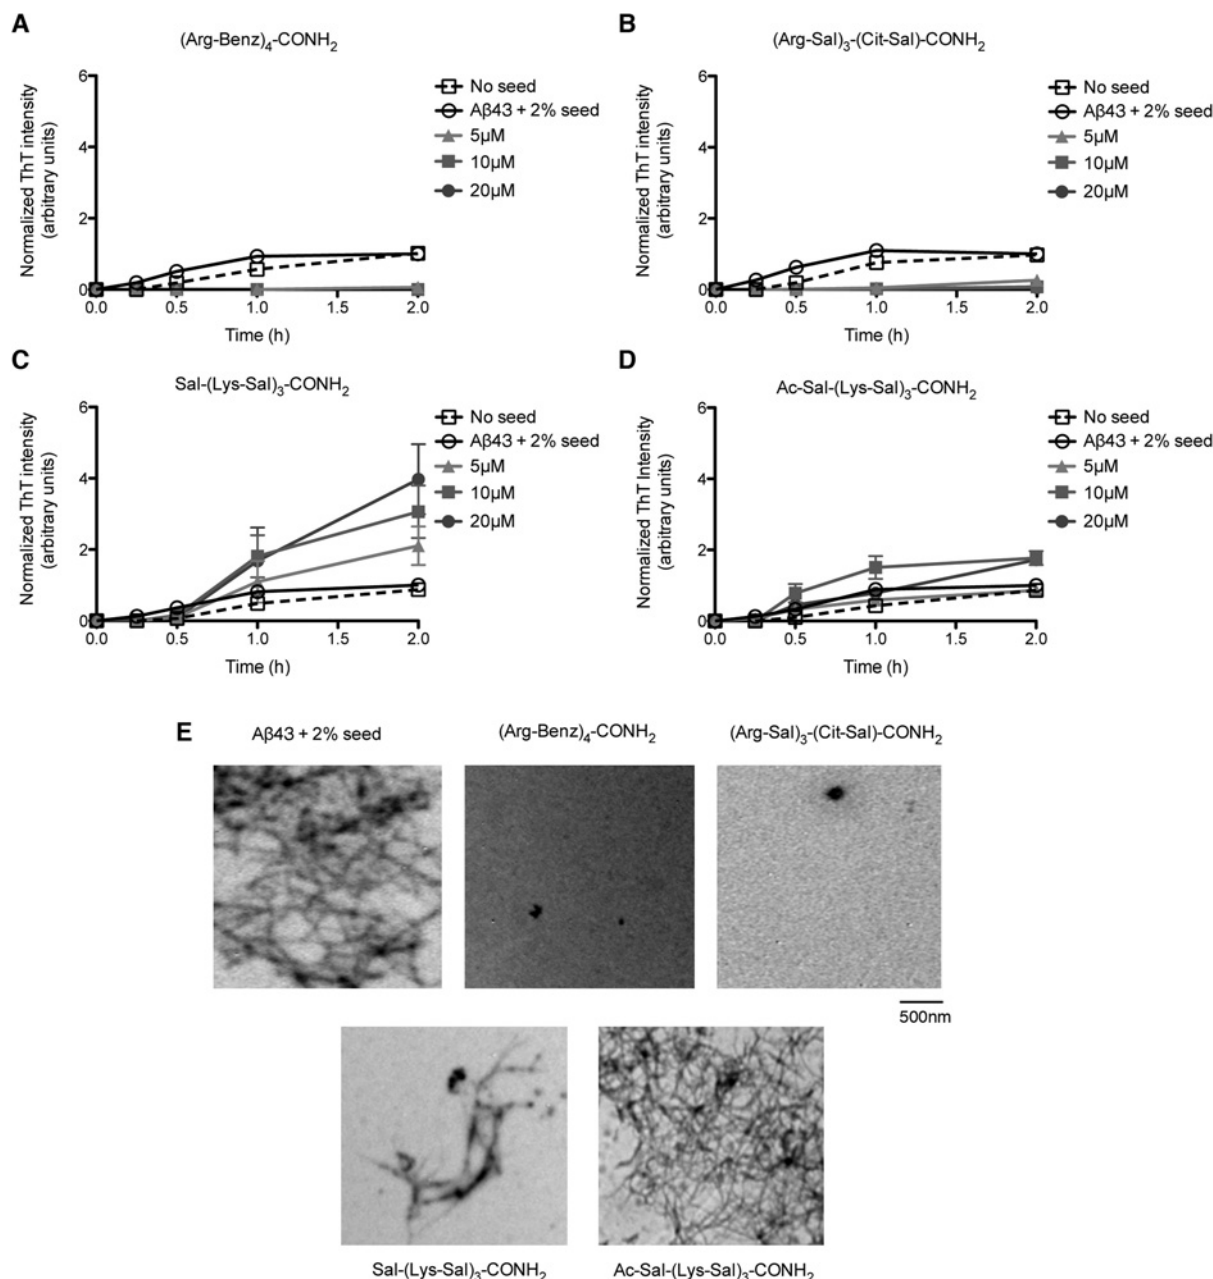 A
(Arg-Benz)4-CONH2
6
4
2
0
Normalized ThT intensity
(arbitrary units)
0.0 0.5 1.0 1.5 2.0
Time (h)
No seed
Aβ43 + 2% seed
5µM
10µM
20µM
B
(Arg-Sal)3-(Cit-Sal)-CONH2
6
4
2
0
Normalized ThT intensity
(arbitrary units)
0.0 0.5 1.0 1.5 2.0
Time (h)
No seed
Aβ43 + 2% seed
5µM
10µM
20µM
C
Sal-(Lys-Sal)3-CONH2
6
4
2
0
Normalized ThT intensity
(arbitrary units)
0.0 0.5 1.0 1.5 2.0
Time (h)
No seed
Aβ43 + 2% seed
5µM
10µM
20µM
D
Ac-Sal-(Lys-Sal)3-CONH2
6
4
2
0
Normalized ThT Intensity
(arbitrary units)
0.0 0.5 1.0 1.5 2.0
Time (h)
No seed
Aβ43 + 2% seed
5µM
10µM
20µM
E
Aβ43 + 2% seed
(Arg-Benz)4-CONH2
(Arg-Sal)3-(Cit-Sal)-CONH2
500nm
Sal-(Lys-Sal)3-CONH2
Ac-Sal-(Lys-Sal)3-CONH2